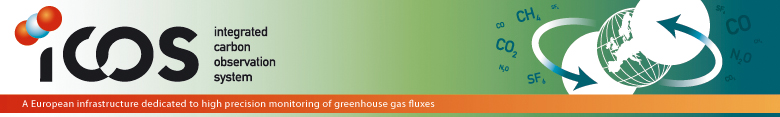 icos
integrated
carbon
observation
system
CO
CH₄
SF₆
CO₂
N₂O
SF₆
CO
N₂O
A European infrastructure dedicated to high precision monitoring of greenhouse gas fluxes